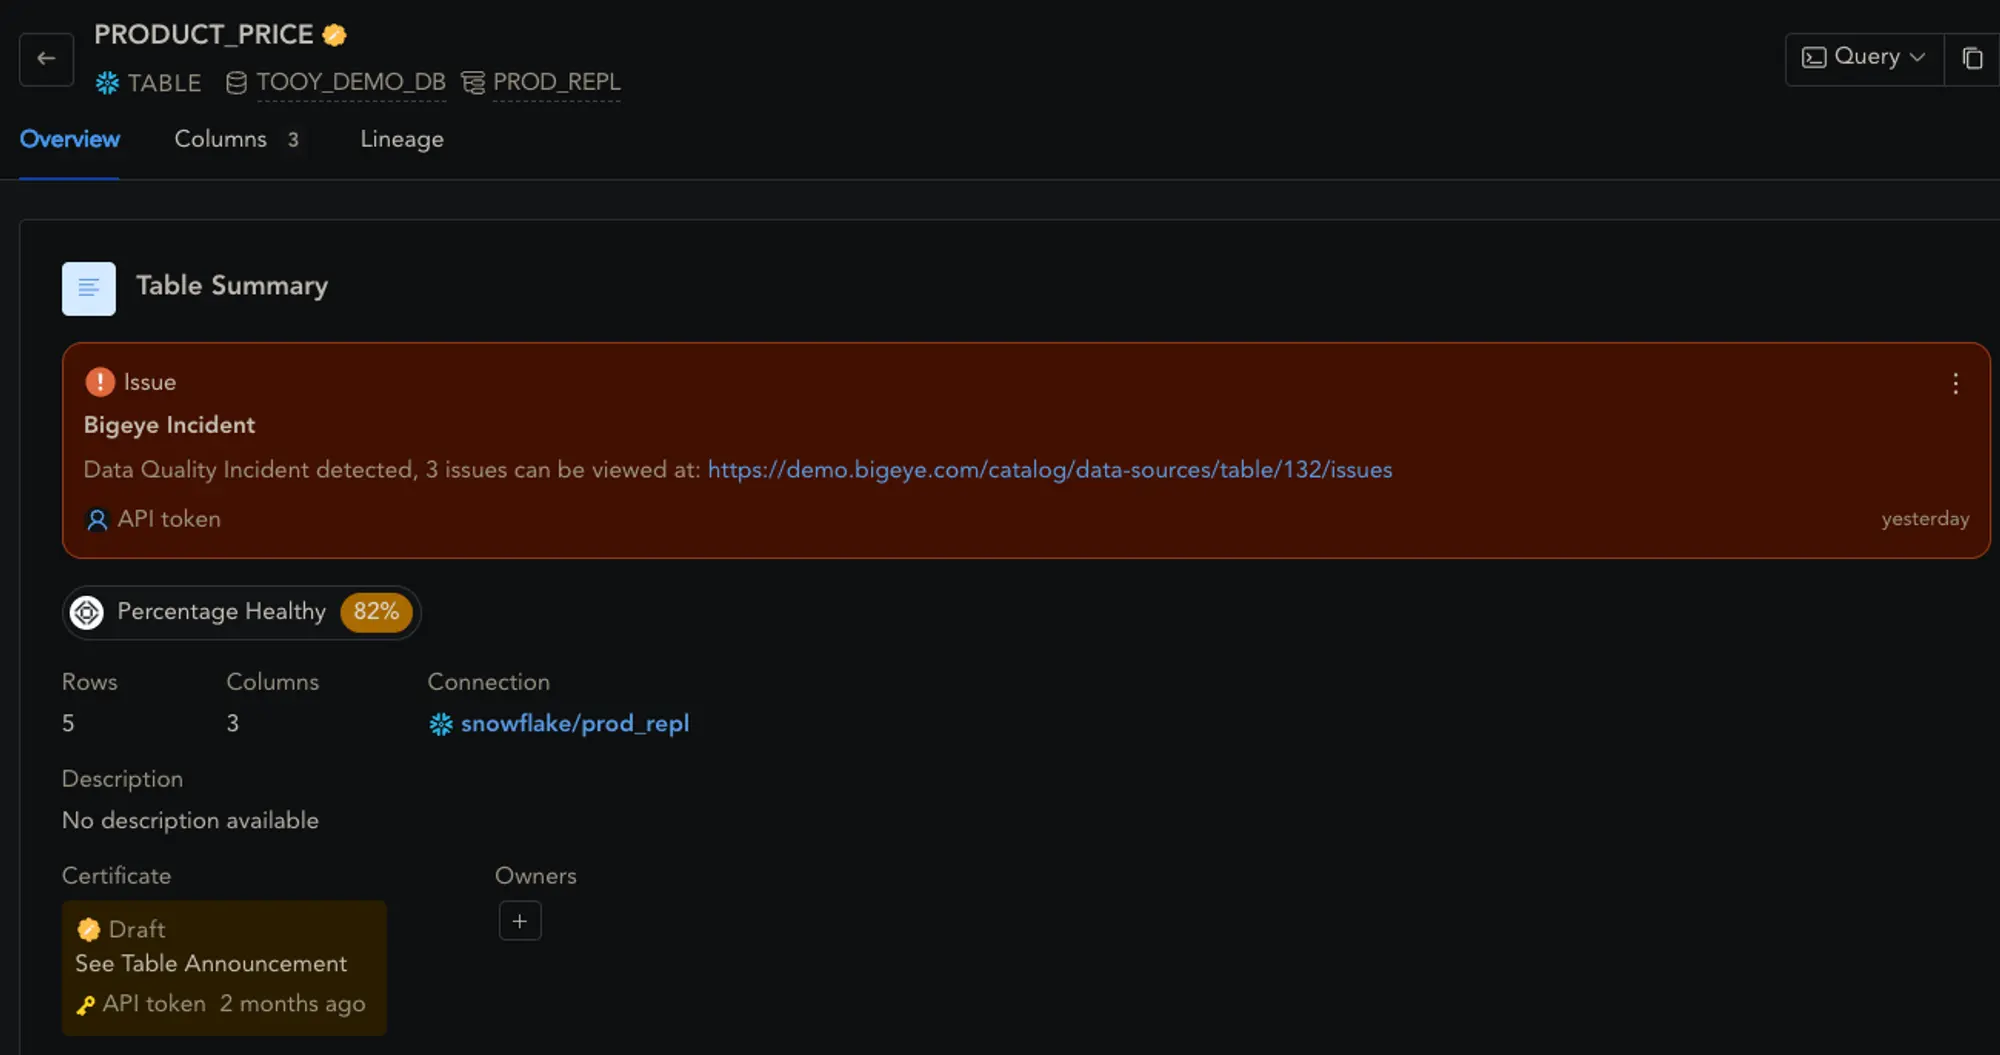 PRODUCT_PRICE
TABLE TOOY_DEMO_DB PROD_REPL
Query
Overview Columns 3 Lineage
Table Summary
Issue
Bigeye Incident
Data Quality Incident detected, 3 issues can be viewed at: https://demo.bigeye.com/catalog/data-sources/table/132/issues
API token yesterday
Percentage Healthy 82%
Rows Columns Connection
5 3 snowflake/prod_repl
Description
No description available
Certificate Owners
Draft
See Table Announcement
API token 2 months ago